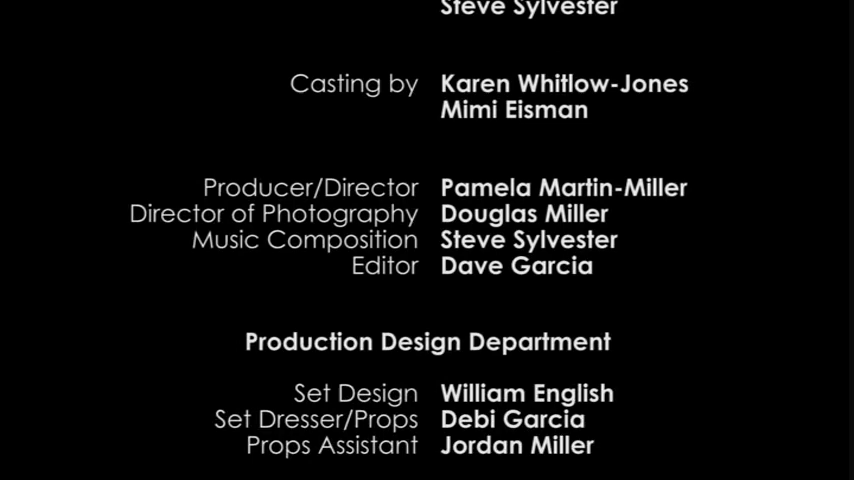 Steve Sylvester
Casting by Karen Whitlow-Jones
Mimi Eisman
Producer/Director Pamela Martin-Miller
Director of Photography Douglas Miller
Music Composition Steve Sylvester
Editor Dave Garcia
Production Design Department
Set Design William English
Set Dresser/Props Debi Garcia
Props Assistant Jordan Miller